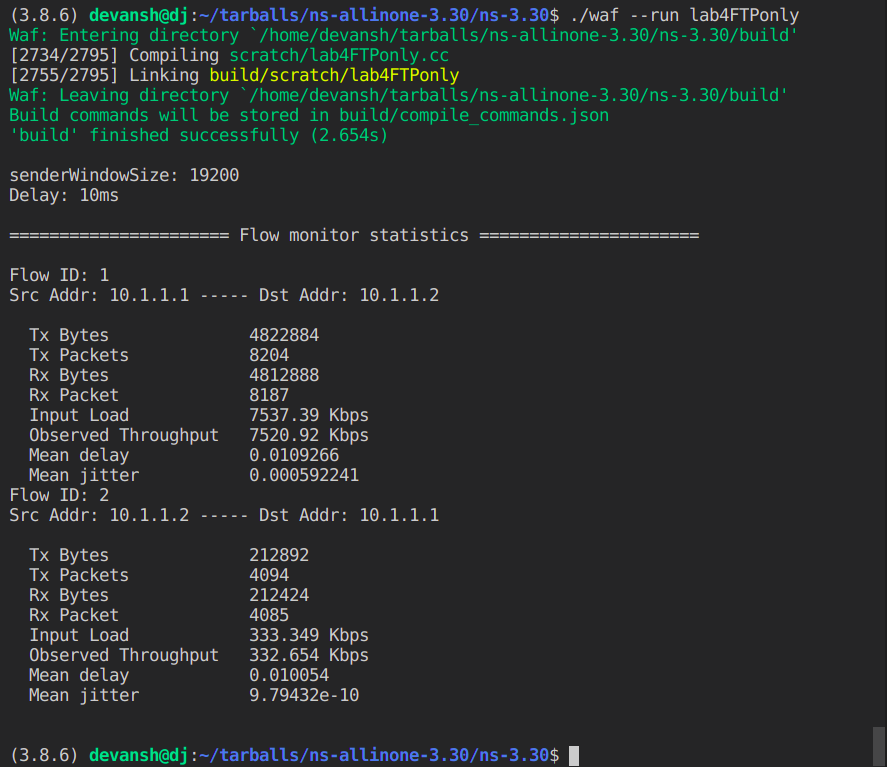 (3.8.6) devansh@dj:~/tarballs/ns-allinone-3.30/ns-3.30$ ./waf --run lab4FTPonly
Waf: Entering directory `/home/devansh/tarballs/ns-allinone-3.30/ns-3.30/build'
[2734/2795] Compiling scratch/lab4FTPonly.cc
[2755/2795] Linking build/scratch/lab4FTPonly
Waf: Leaving directory `/home/devansh/tarballs/ns-allinone-3.30/ns-3.30/build'
Build commands will be stored in build/compile_commands.json
'build' finished successfully (2.654s)
senderWindowSize: 19200
Delay: 10ms
====================== Flow monitor statistics ======================
Flow ID: 1
Src Addr: 10.1.1.1 ----- Dst Addr: 10.1.1.2
Tx Bytes 4822884
Tx Packets 8204
Rx Bytes 4812888
Rx Packet 8187
Input Load 7537.39 Kbps
Observed Throughput 7520.92 Kbps
Mean delay 0.0109266
Mean jitter 0.000592241
Flow ID: 2
Src Addr: 10.1.1.2 ----- Dst Addr: 10.1.1.1
Tx Bytes 212892
Tx Packets 4094
Rx Bytes 212424
Rx Packet 4085
Input Load 333.349 Kbps
Observed Throughput 332.654 Kbps
Mean delay 0.010054
Mean jitter 9.79432e-10
(3.8.6) devansh@dj:~/tarballs/ns-allinone-3.30/ns-3.30$